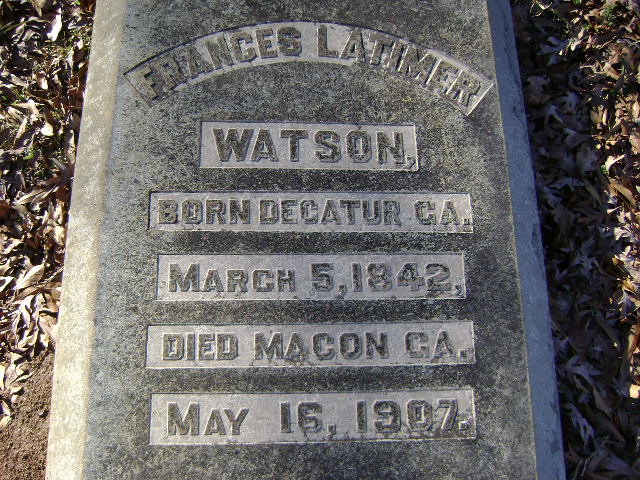 FRANCES LATIMER
WATSON.
BORN DECATUR GA.
MARCH 5, 1842.
DIED MACON GA.
MAY 16, 1907.